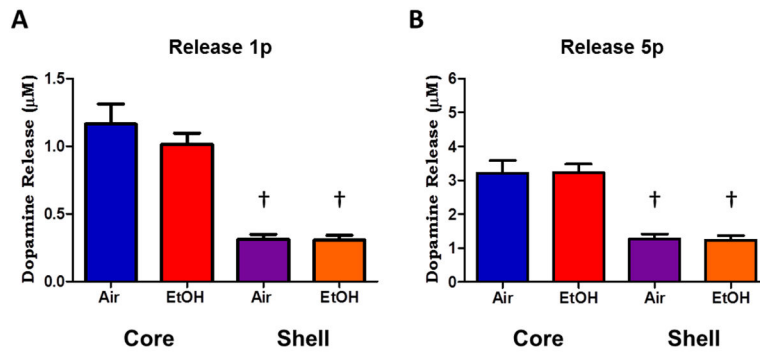 A
Release 1p
Dopamine Release (μM)
1.5
1.0
0.5
0.0
†
†
Air
EtOH
Air
EtOH
Core
Shell
B
Release 5p
Dopamine Release (μM)
6
5
4
3
2
1
0
†
†
Air
EtOH
Air
EtOH
Core
Shell